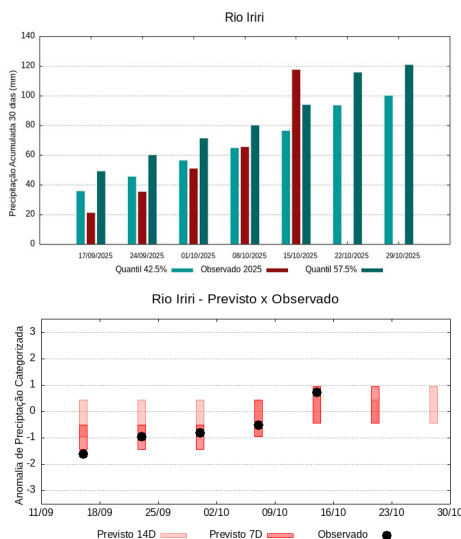 Rio Iriri
Precipitação Acumulada 30 dias (mm)
140
120
100
80
60
40
20
0
17/09/2025 24/09/2025 01/10/2025 08/10/2025 15/10/2025 22/10/2025 29/10/2025
Quantil 42.5% Observado 2025 Quantil 57.5%
Rio Iriri - Previsto x Observado
Anomalia de Preciptação Categorizada
3
2
1
0
-1
-2
-3
11/09 18/09 25/09 02/10 09/10 16/10 23/10 30/10
Previsto 14D Previsto 7D Observado